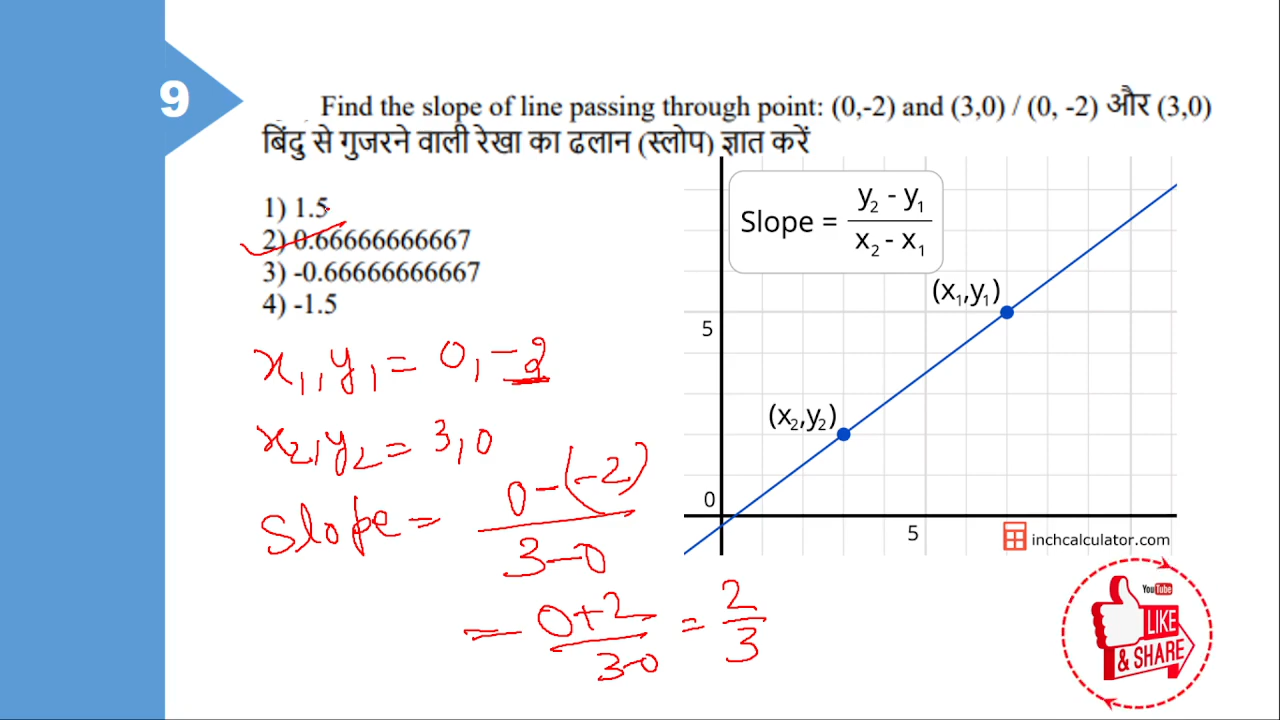 9
Find the slope of line passing through point: (0,-2) and (3,0) / (0, -2) और (3,0)
बिंदु से गुजरने वाली रेखा का ढलान (स्लोप) ज्ञात करें
1) 1.5
2) 0.66666666667
3) -0.66666666667
4) -1.5
x₁,y₁ = 0,-2
x₂,y₂ = 3,0
Slope = 0-(-2)
3-0
= 0+2 = 2
3-0 3
Slope = y₂ - y₁
x₂ - x₁
(x₁,y₁)
5
(x₂,y₂)
0
5
inchcalculator.com
YouTube
LIKE
& SHARE